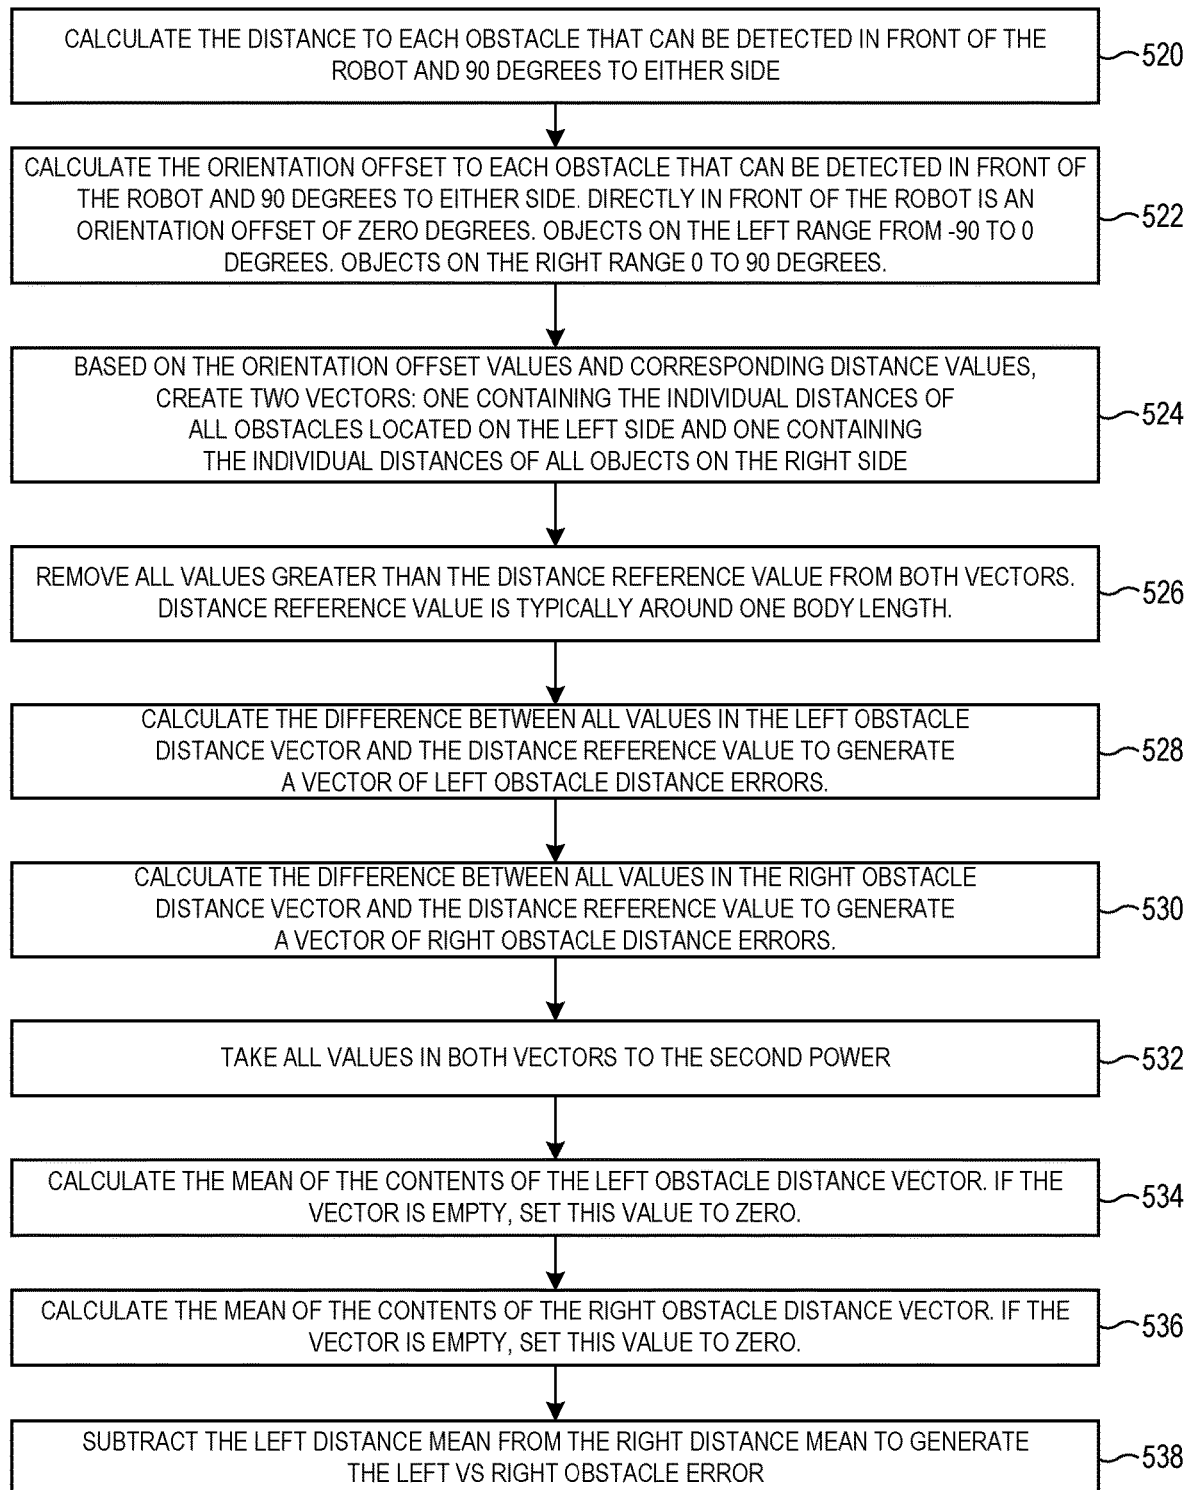 CALCULATE THE DISTANCE TO EACH OBSTACLE THAT CAN BE DETECTED IN FRONT OF THE
ROBOT AND 90 DEGREES TO EITHER SIDE
520
CALCULATE THE ORIENTATION OFFSET TO EACH OBSTACLE THAT CAN BE DETECTED IN FRONT OF
THE ROBOT AND 90 DEGREES TO EITHER SIDE. DIRECTLY IN FRONT OF THE ROBOT IS AN
ORIENTATION OFFSET OF ZERO DEGREES. OBJECTS ON THE LEFT RANGE FROM -90 TO 0
DEGREES. OBJECTS ON THE RIGHT RANGE 0 TO 90 DEGREES.
522
BASED ON THE ORIENTATION OFFSET VALUES AND CORRESPONDING DISTANCE VALUES,
CREATE TWO VECTORS: ONE CONTAINING THE INDIVIDUAL DISTANCES OF
ALL OBSTACLES LOCATED ON THE LEFT SIDE AND ONE CONTAINING
THE INDIVIDUAL DISTANCES OF ALL OBJECTS ON THE RIGHT SIDE
524
REMOVE ALL VALUES GREATER THAN THE DISTANCE REFERENCE VALUE FROM BOTH VECTORS.
DISTANCE REFERENCE VALUE IS TYPICALLY AROUND ONE BODY LENGTH.
526
CALCULATE THE DIFFERENCE BETWEEN ALL VALUES IN THE LEFT OBSTACLE
DISTANCE VECTOR AND THE DISTANCE REFERENCE VALUE TO GENERATE
A VECTOR OF LEFT OBSTACLE DISTANCE ERRORS.
528
CALCULATE THE DIFFERENCE BETWEEN ALL VALUES IN THE RIGHT OBSTACLE
DISTANCE VECTOR AND THE DISTANCE REFERENCE VALUE TO GENERATE
A VECTOR OF RIGHT OBSTACLE DISTANCE ERRORS.
530
TAKE ALL VALUES IN BOTH VECTORS TO THE SECOND POWER
532
CALCULATE THE MEAN OF THE CONTENTS OF THE LEFT OBSTACLE DISTANCE VECTOR. IF THE
VECTOR IS EMPTY, SET THIS VALUE TO ZERO.
534
CALCULATE THE MEAN OF THE CONTENTS OF THE RIGHT OBSTACLE DISTANCE VECTOR. IF THE
VECTOR IS EMPTY, SET THIS VALUE TO ZERO.
536
SUBTRACT THE LEFT DISTANCE MEAN FROM THE RIGHT DISTANCE MEAN TO GENERATE
THE LEFT VS RIGHT OBSTACLE ERROR
538